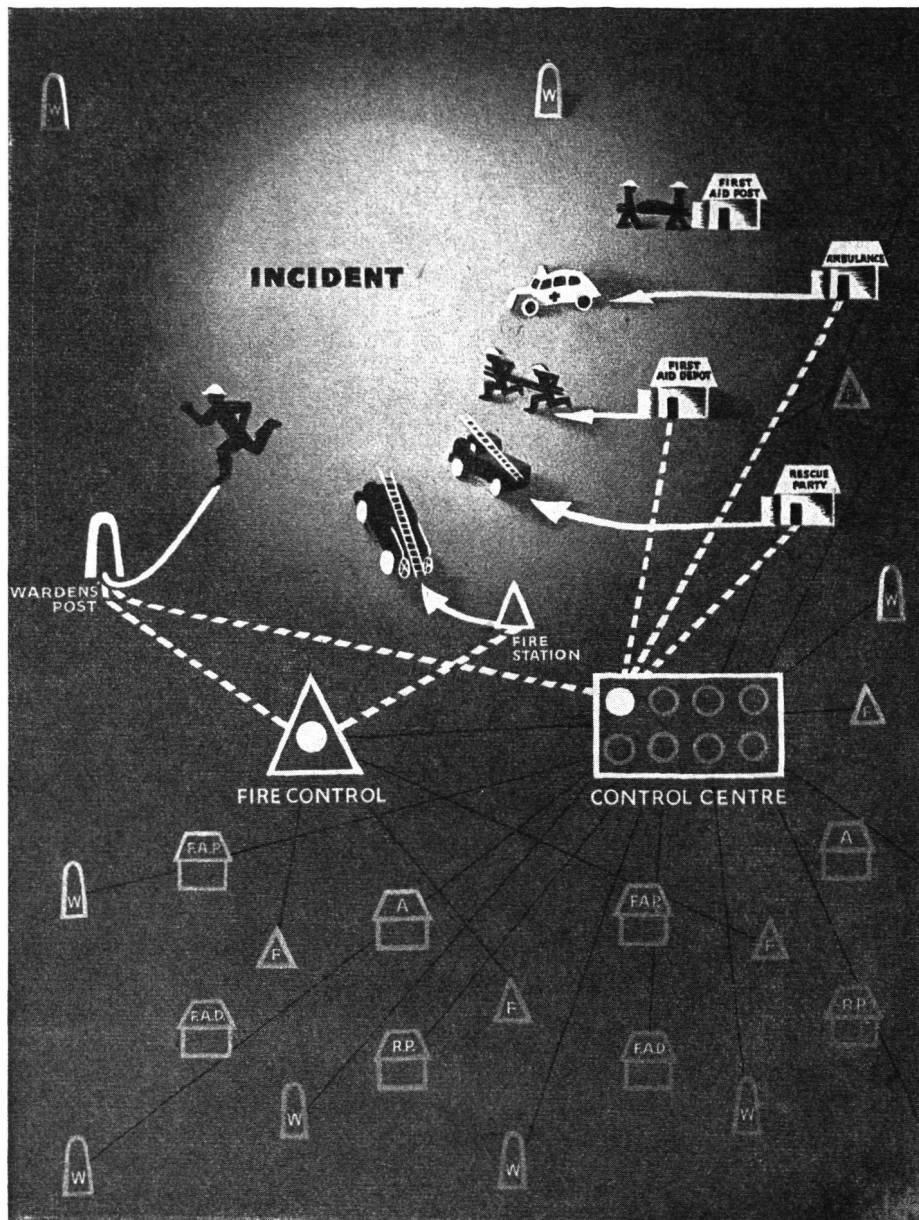 W
W
FIRST
AID POST
INCIDENT
AMBULANCE
FIRST
AID DEPOT
F
RESCUE
PARTY
WARDENS'
POST
W
FIRE
STATION
F
FIRE CONTROL
CONTROL CENTRE
F.A.P.
A
W
A
F.A.P.
F
F
F.A.D.
F
R.P.
R.P.
F.A.D
W
W
W
W